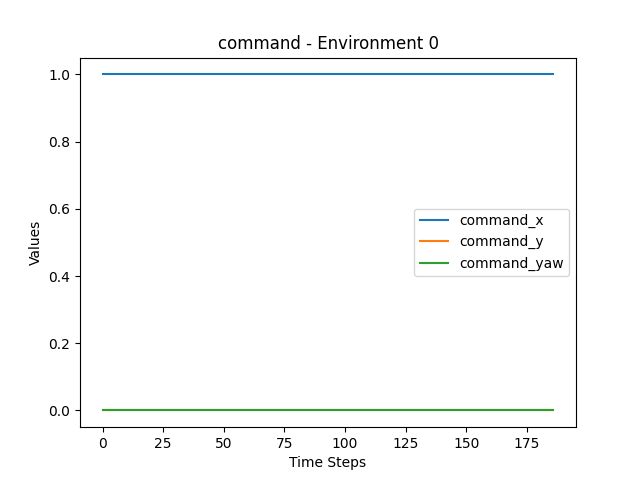 command - Environment 0
1.0
0.8
0.6
0.4
0.2
0.0
Values
command_x
command_y
command_yaw
0 25 50 75 100 125 150 175
Time Steps